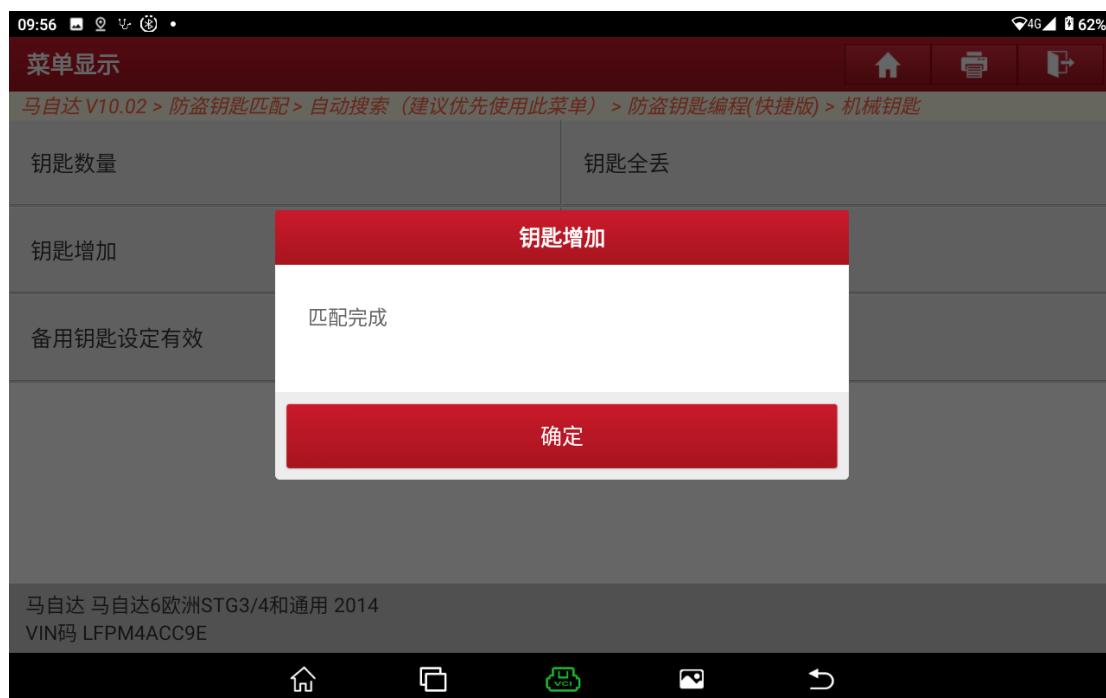 09:56
4G 62%
菜单显示
马自达 V10.02 > 防盗钥匙匹配 > 自动搜索（建议优先使用此菜单） > 防盗钥匙编程(快捷版) > 机械钥匙
钥匙数量
钥匙全丢
钥匙增加
钥匙增加
匹配完成
备用钥匙设定有效
确定
马自达 马自达6欧洲STG3/4和通用 2014
VIN码 LFPM4ACC9E
VCI